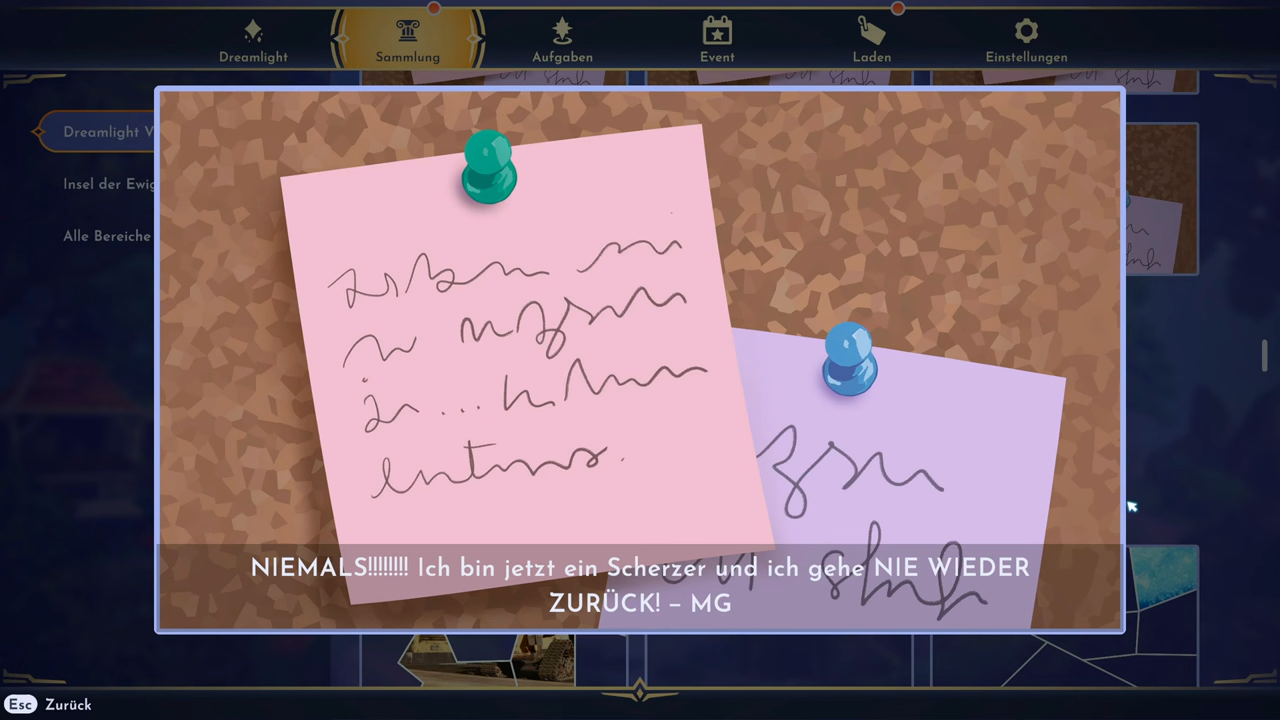 Dreamlight
Sammlung
Aufgaben
Event
Laden
Einstellungen
Dreamlight V
Insel der Ewig
Alle Bereiche
NIEMALS!!!!!!!! Ich bin jetzt ein Scherzer und ich gehe NIE WIEDER
ZURÜCK! – MG
Esc Zurück